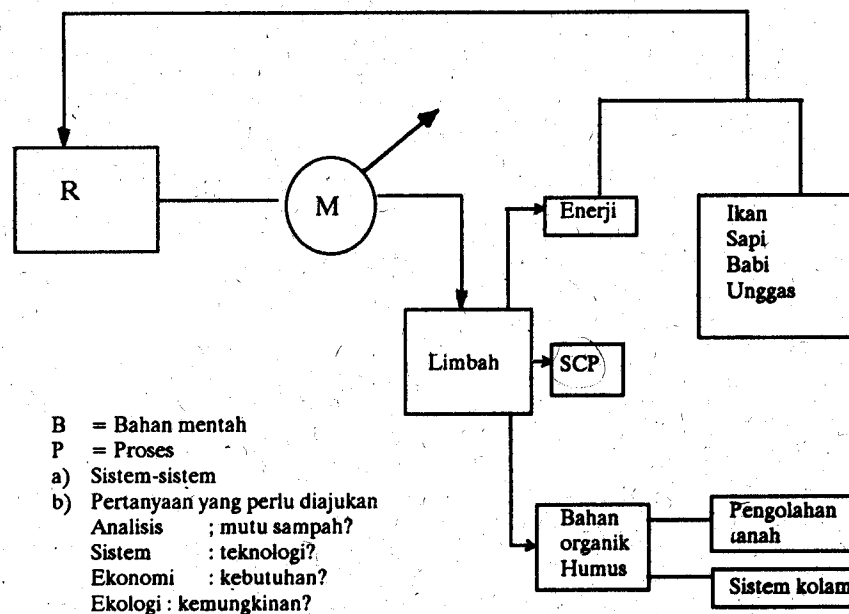 R
M
Enerji
Ikan
Sapi
Babi
Unggas
Limbah
SCP
B = Bahan mentah
P = Proses
a) Sistem-sistem
b) Pertanyaan yang perlu diajukan
Analisis ; mutu sampah?
Sistem : teknologi?
Ekonomi : kebutuhan?
Ekologi : kemungkinan?
Bahan
organik
Humus
Pengolahan
tanah
Sistem kolam